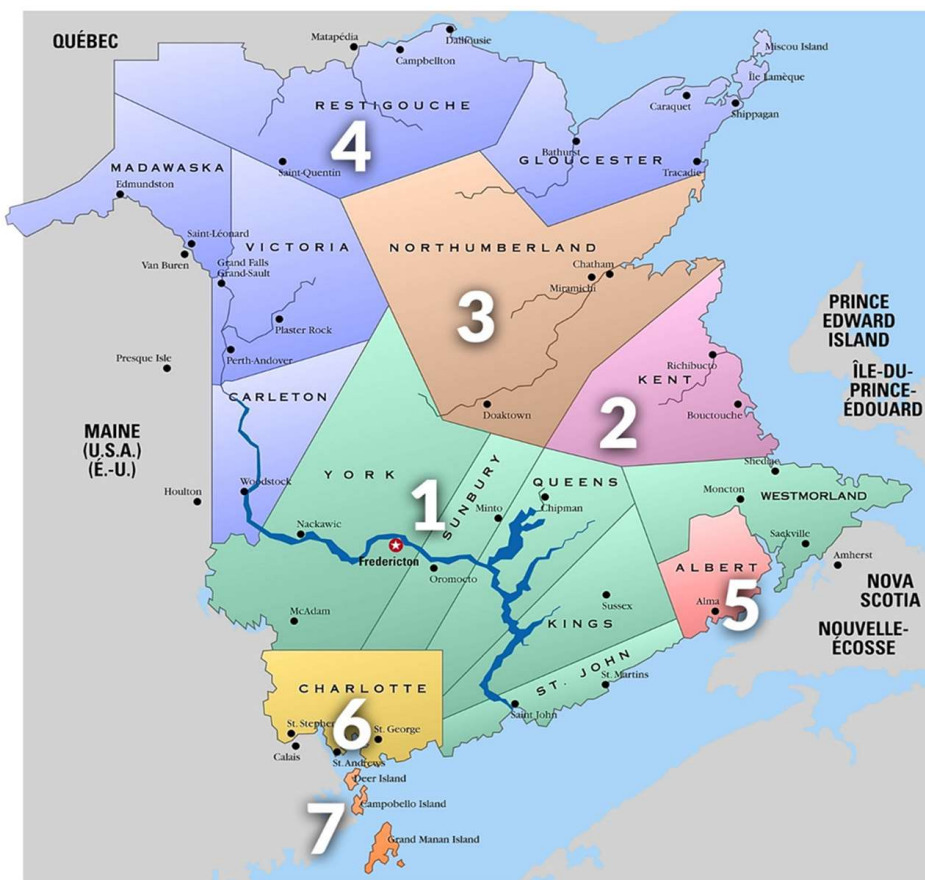 QUÉBEC
Matapédia
Dalhousie
Campbellton
Miscou Island
Île Lamèque
Caraquet
Shippagan
RESTIGOUCHE
4
Bathurst
GLOUCESTER
Tracadie
Saint-Quentin
MADAWASKA
Edmundston
Saint-Léonard
Van Buren
VICTORIA
Grand Falls
Grand-Sault
NORTHUMBERLAND
Chatham
Miramichi
3
Plaster Rock
Perth-Andover
Presque Isle
PRINCE
EDWARD
ISLAND
ÎLE-DU-
PRINCE-
ÉDOUARD
Richibucto
KENT
2
Bouctouche
CARLETON
Doaktown
MAINE
(U.S.A.)
(É.-U.)
Houlton
Woodstock
YORK
1
SUNBURY
QUEENS
Minto
Chipman
Shediac
Moncton
WESTMORLAND
Sackville
Amherst
Nackawic
Fredericton
Oromocto
ALBERT
5
Alma
NOVA
SCOTIA
NOUVELLE-
ÉCOSSE
McAdam
Sussex
KINGS
ST. JOHN
St. Martins
Saint John
CHARLOTTE
6
St. Stephen
St. George
Calais
St. Andrews
Deer Island
7
Campobello Island
Grand Manan Island